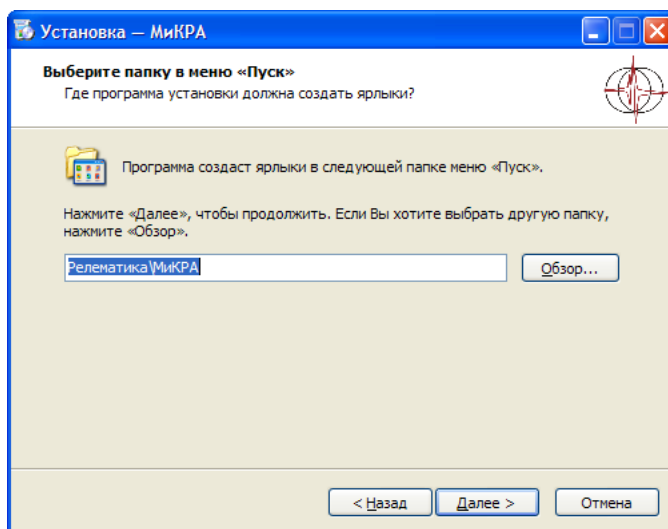 Установка — МиКРА
Выберите папку в меню «Пуск»
Где программа установки должна создать ярлыки?
Программа создаст ярлыки в следующей папке меню «Пуск».
Нажмите «Далее», чтобы продолжить. Если Вы хотите выбрать другую папку,
нажмите «Обзор».
Релематика\МиКРА
Обзор...
< Назад
Далее >
Отмена